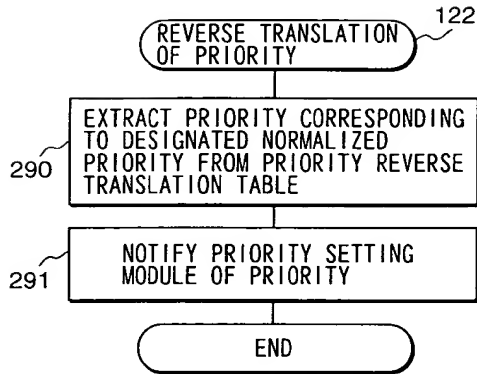 REVERSE TRANSLATION
OF PRIORITY
122
EXTRACT PRIORITY CORRESPONDING
TO DESIGNATED NORMALIZED
PRIORITY FROM PRIORITY REVERSE
TRANSLATION TABLE
290
NOTIFY PRIORITY SETTING
MODULE OF PRIORITY
291
END